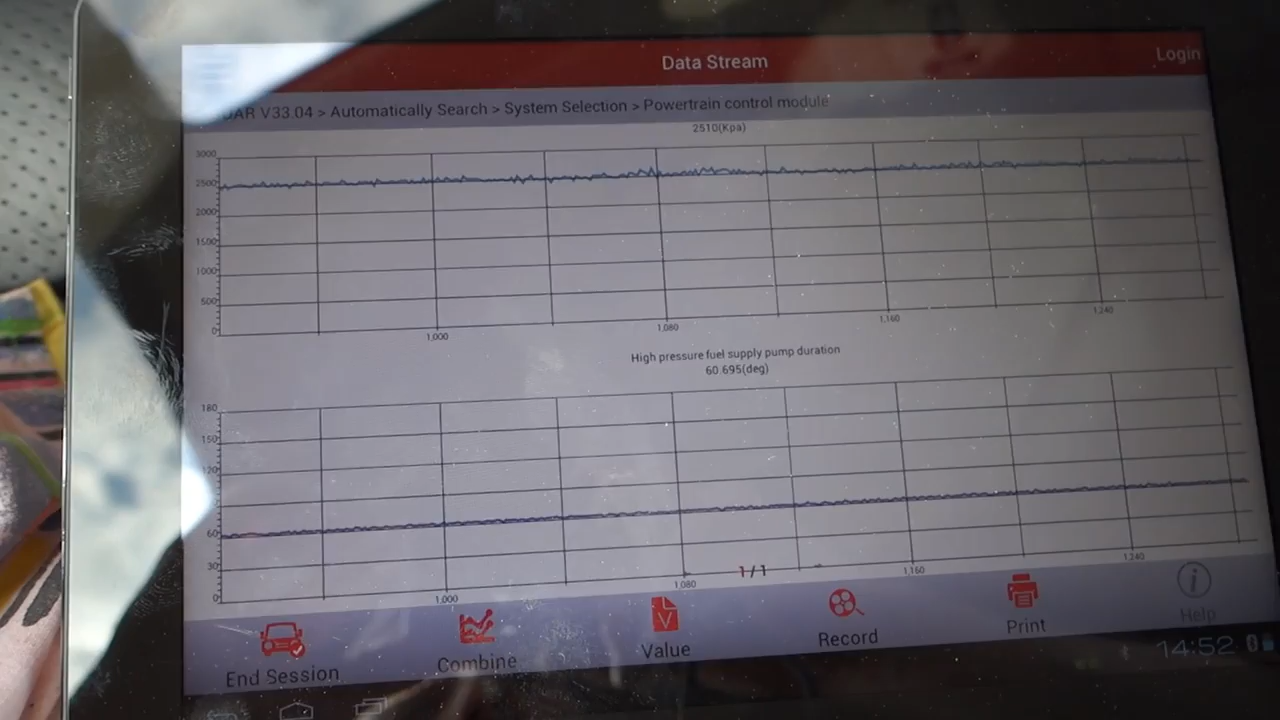 Data Stream
Login
UAR V33.04 > Automatically Search > System Selection > Powertrain control module
2510(Kpa)
3000
2500
2000
1500
1000
500
0
1,000
1,080
1,160
1,240
High pressure fuel supply pump duration
60.695(deg)
180
150
120
60
30
0
1,000
1,080
1,160
1,240
1/1
End Session
Combine
Value
Record
Print
Help
14:52